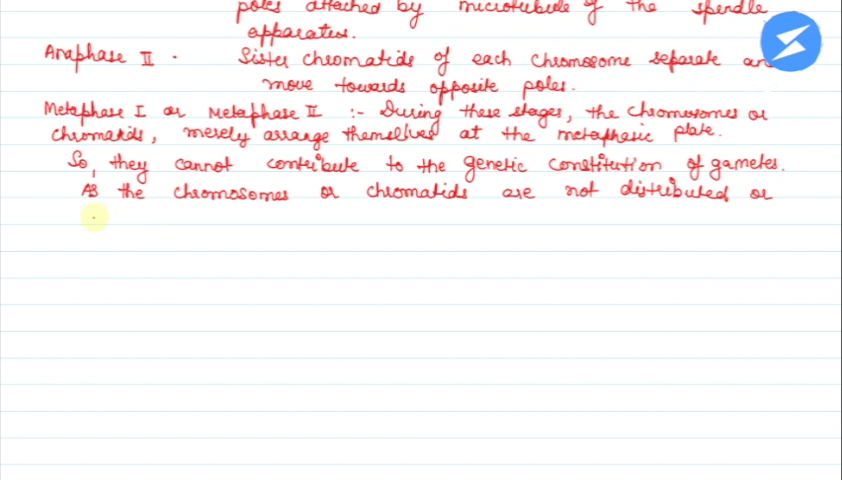 poles attached by microtubule of the spendle
apparatus.
Anaphase II . Sister chromatids of each chromosome separate an
move towards opposite poles.
Metaphase I or Metaphase II :- During these stages, the chromosomes or
chromatids, merely arrange themselves at the metaphasic plate.
So, they cannot contribute to the genetic constitution of gametes.
As the chromosomes or chromatids are not distributed or